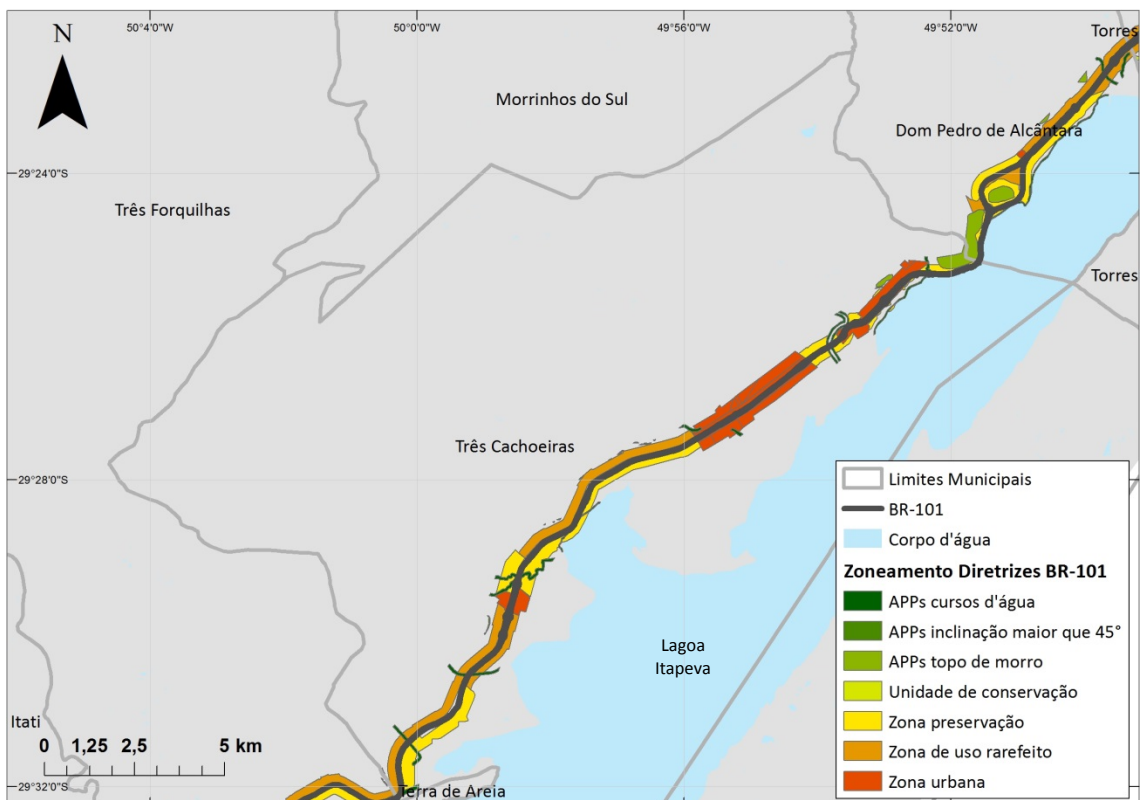 50°4'0"W 50°0'0"W 49°56'0"W 49°52'0"W
Torres
N
Morrinhos do Sul
Dom Pedro de Alcântara
29°24'0"S
Três Forquilhas
Torres
Três Cachoeiras
29°28'0"S
Limites Municipais
BR-101
Corpo d'água
Zoneamento Diretrizes BR-101
APPs cursos d'água
APPs inclinação maior que 45°
APPs topo de morro
Unidade de conservação
Zona preservação
Zona de uso rarefeito
Zona urbana
Lagoa
Itapeva
Itati
0 1,25 2,5 5 km
29°32'0"S
Terra de Areia